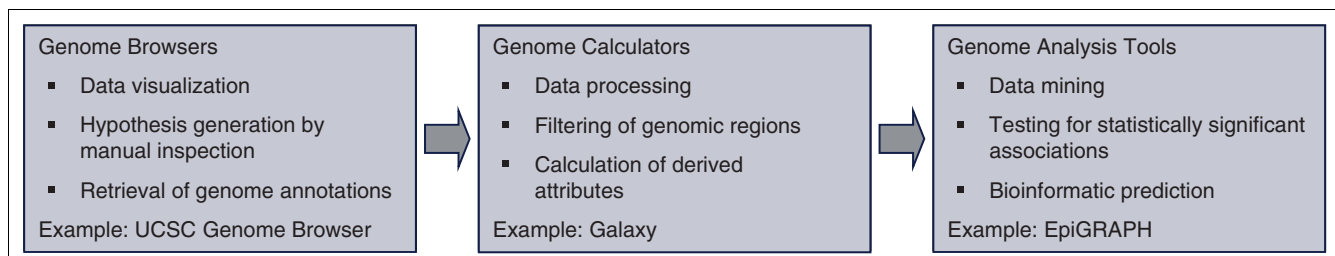 Genome Browsers
▪ Data visualization
▪ Hypothesis generation by
manual inspection
▪ Retrieval of genome annotations
Example: UCSC Genome Browser
Genome Calculators
▪ Data processing
▪ Filtering of genomic regions
▪ Calculation of derived
attributes
Example: Galaxy
Genome Analysis Tools
▪ Data mining
▪ Testing for statistically significant
associations
▪ Bioinformatic prediction
Example: EpiGRAPH